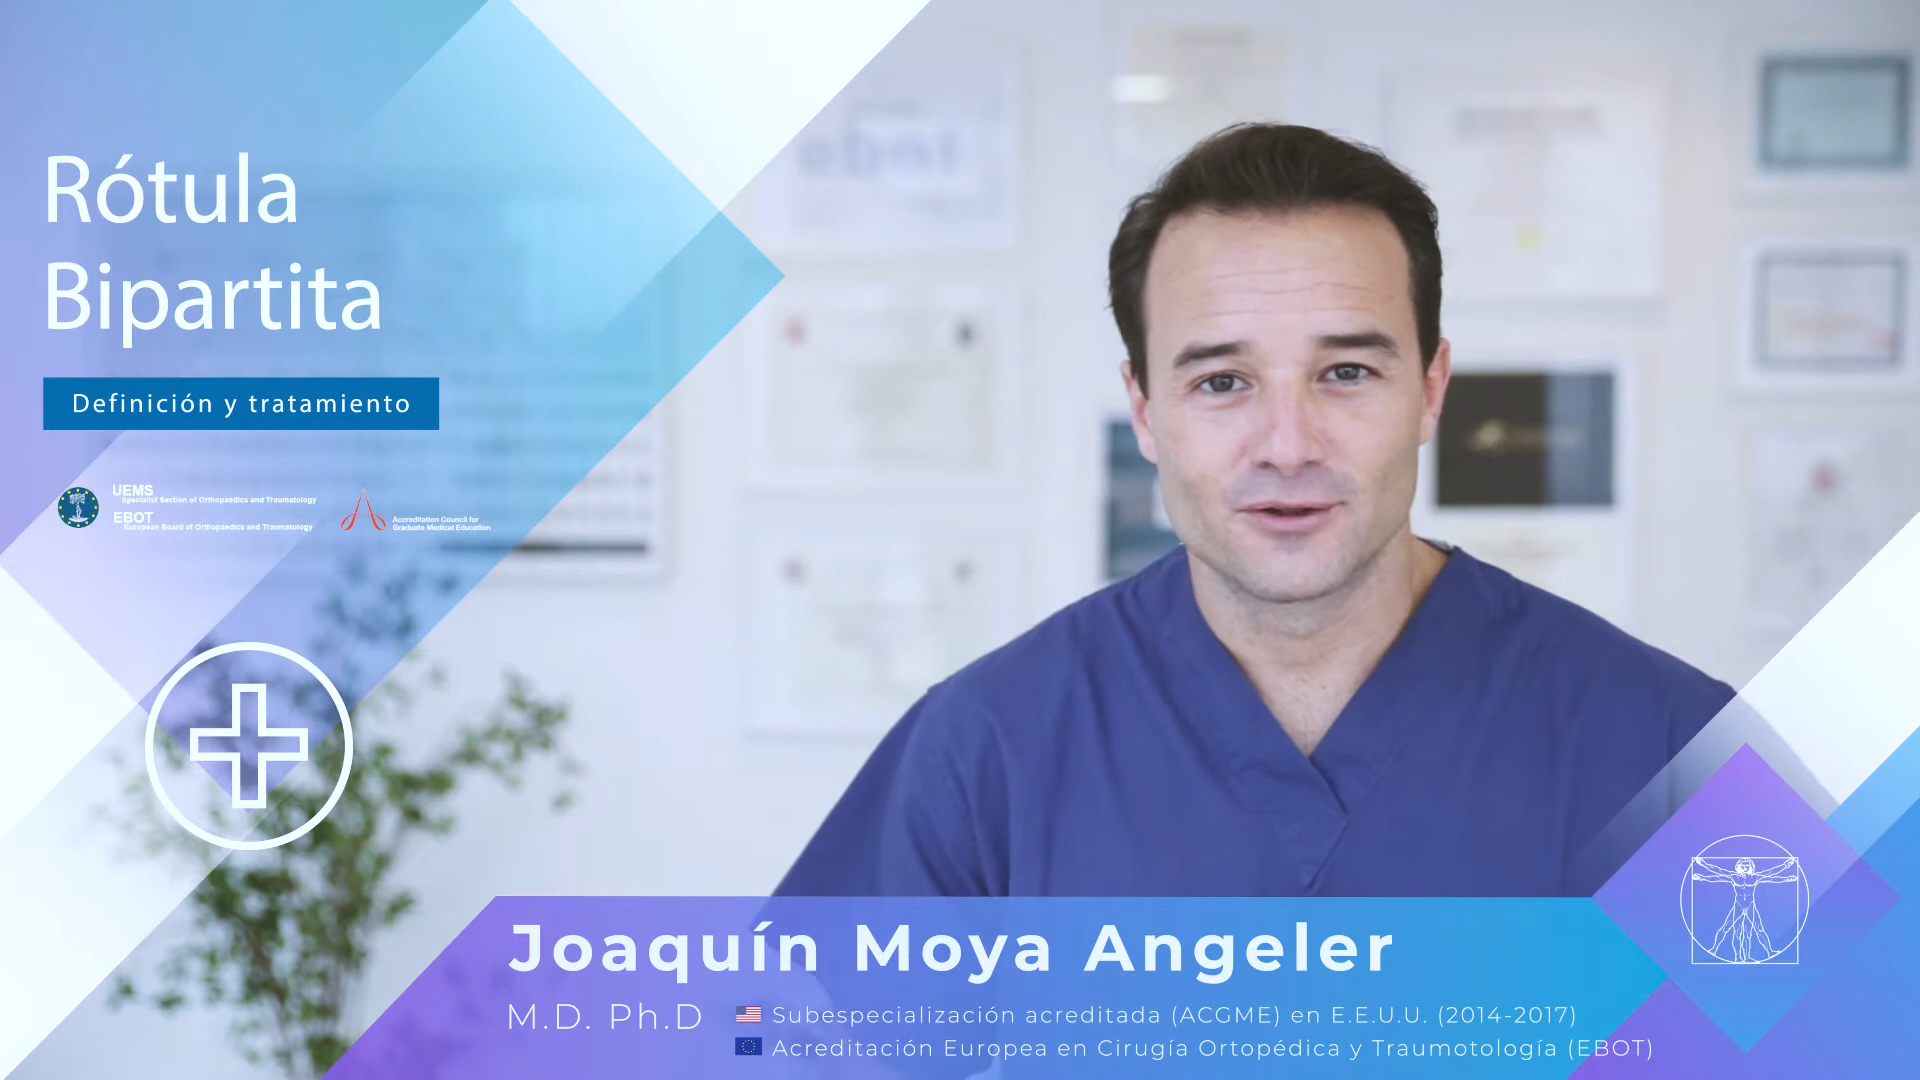 Rótula
Bipartita
Definición y tratamiento
UEMS
Specialist Section of Orthopaedics and Traumatology
EBOT
European Board of Orthopaedics and Traumatology
Accreditation Council for
Graduate Medical Education
ebot
Joaquín Moya Angeler
M.D. Ph.D
Subespecialización acreditada (ACGME) en E.E.U.U. (2014-2017)
Acreditación Europea en Cirugía Ortopédica y Traumotología (EBOT)